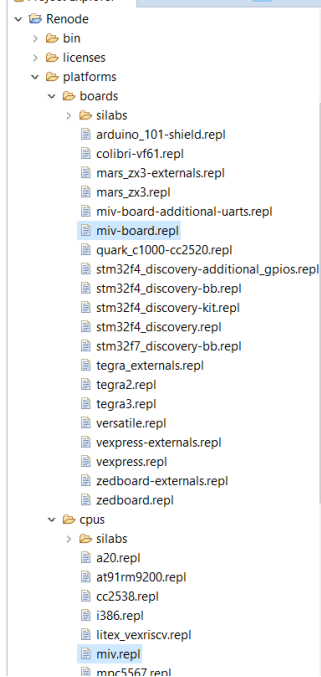 Renode
bin
licenses
platforms
boards
silabs
arduino_101-shield.repl
colibri-vf61.repl
mars_zx3-externals.repl
mars_zx3.repl
miv-board-additional-uarts.repl
miv-board.repl
quark_c1000-cc2520.repl
stm32f4_discovery-additional_gpios.repl
stm32f4_discovery-bb.repl
stm32f4_discovery-kit.repl
stm32f4_discovery.repl
stm32f7_discovery-bb.repl
tegra_externals.repl
tegra2.repl
tegra3.repl
versatile.repl
vexpress-externals.repl
vexpress.repl
zedboard-externals.repl
zedboard.repl
cpus
silabs
a20.repl
at91rm9200.repl
cc2538.repl
i386.repl
litex_vexriscv.repl
miv.repl
mpc5567.repl